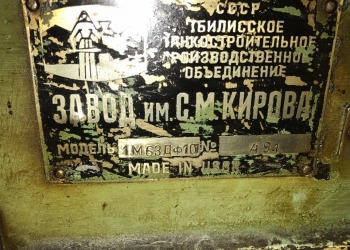 СССР
ТБИЛИССКОЕ
СТАНКОСТРОИТЕЛЬНОЕ
ПРОИЗВОДСТВЕННОЕ
ОБЪЕДИНЕНИЕ
ЗАВОД ИМ. С.М.КИРОВА
МОДЕЛЬ 1М63ДФ101 №
MADE IN USSR